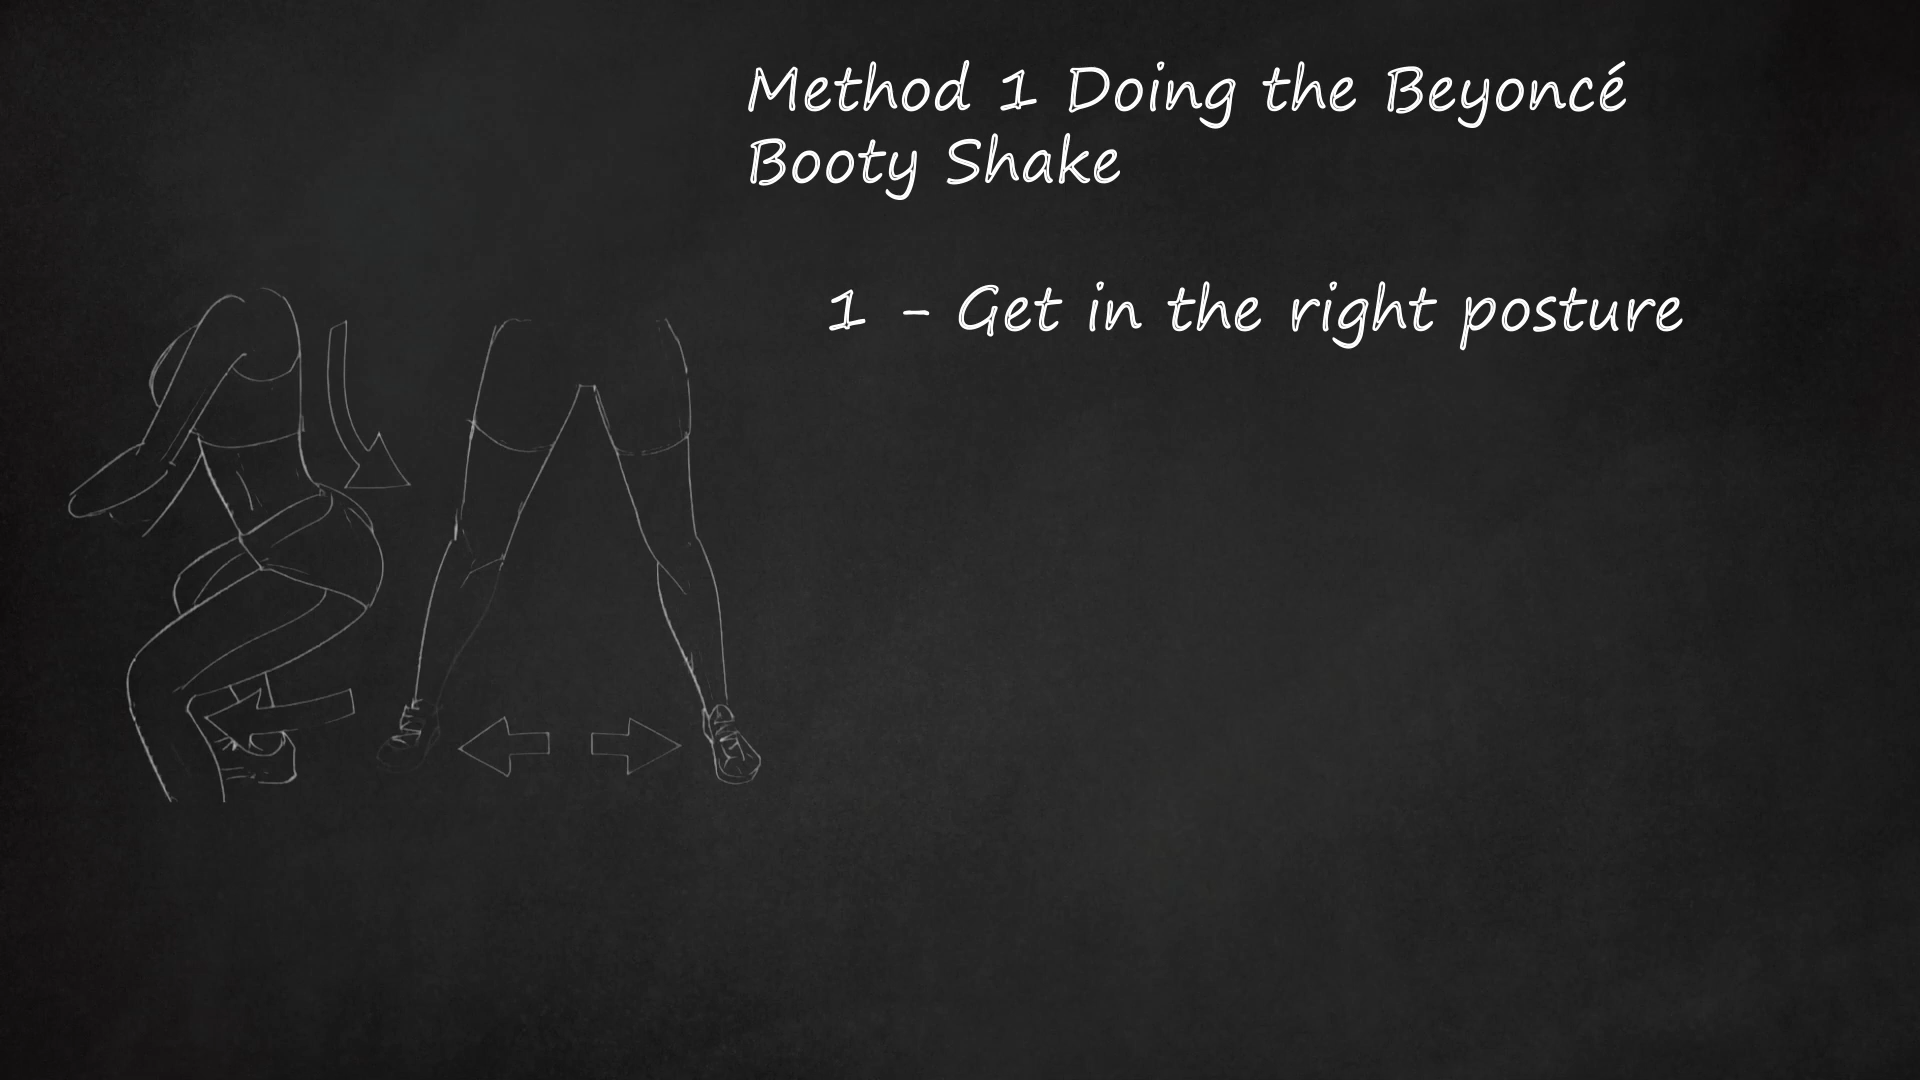 Method 1 Doing the Beyoncé
Booty Shake
1 - Get in the right posture